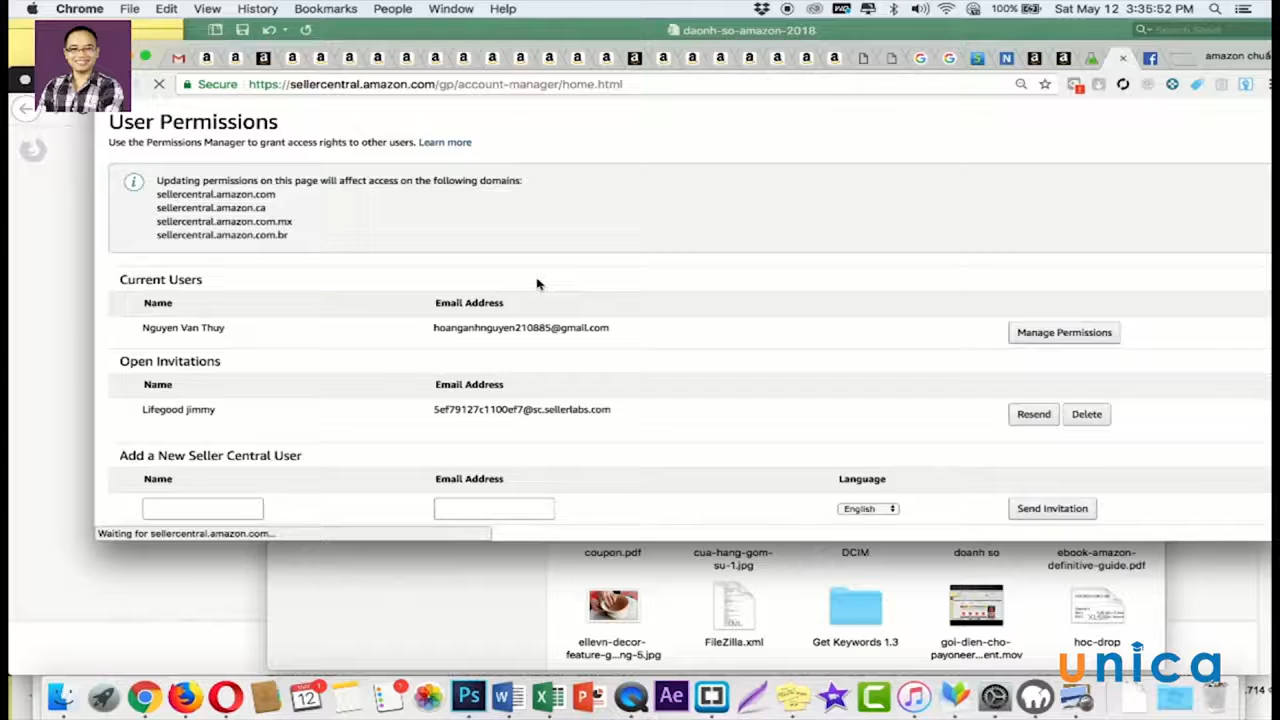 Chrome File Edit View History Bookmarks People Window Help 100% Sat May 12 3:35:52 PM
daonh-so-amazon-2018
amazon chuẩ
Secure https://sellercentral.amazon.com/gp/account-manager/home.html
User Permissions
Use the Permissions Manager to grant access rights to other users. Learn more
Updating permissions on this page will affect access on the following domains:
sellercentral.amazon.com
sellercentral.amazon.ca
sellercentral.amazon.com.mx
sellercentral.amazon.com.br
Current Users
Name Email Address
Nguyen Van Thuy hoanganhnguyen210885@gmail.com Manage Permissions
Open Invitations
Name Email Address
Lifegood jimmy 5ef79127c1100ef7@sc.sellerlabs.com Resend Delete
Add a New Seller Central User
Name Email Address Language
English Send Invitation
Waiting for sellercentral.amazon.com...
coupon.pdf cua-hang-gom- DCIM doanh so ebook-amazon-
su-1.jpg definitive-guide.pdf
ellevn-decor- FileZilla.xml Get Keywords 1.3 goi-dien-cho- hoc-drop
feature-g...ng-5.jpg payoneer...ent.mov
unica
.714